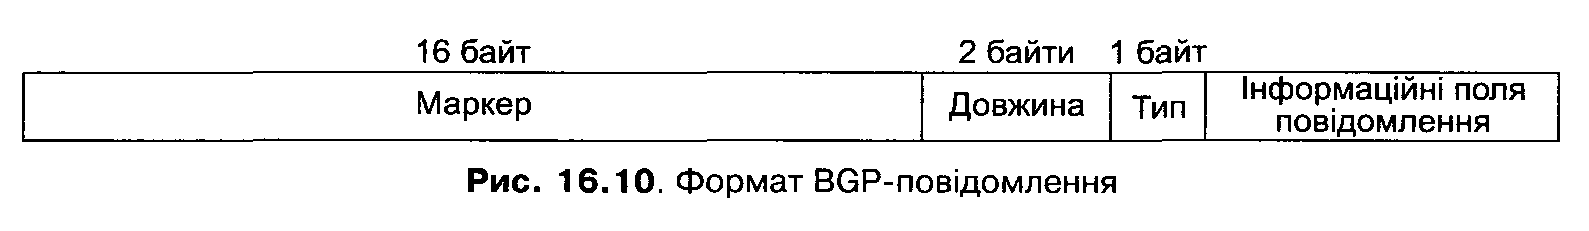 16 байт 2 байти 1 байт
Маркер Довжина Тип Інформаційні поля
повідомлення
Рис. 16.10. Формат BGP-повідомлення